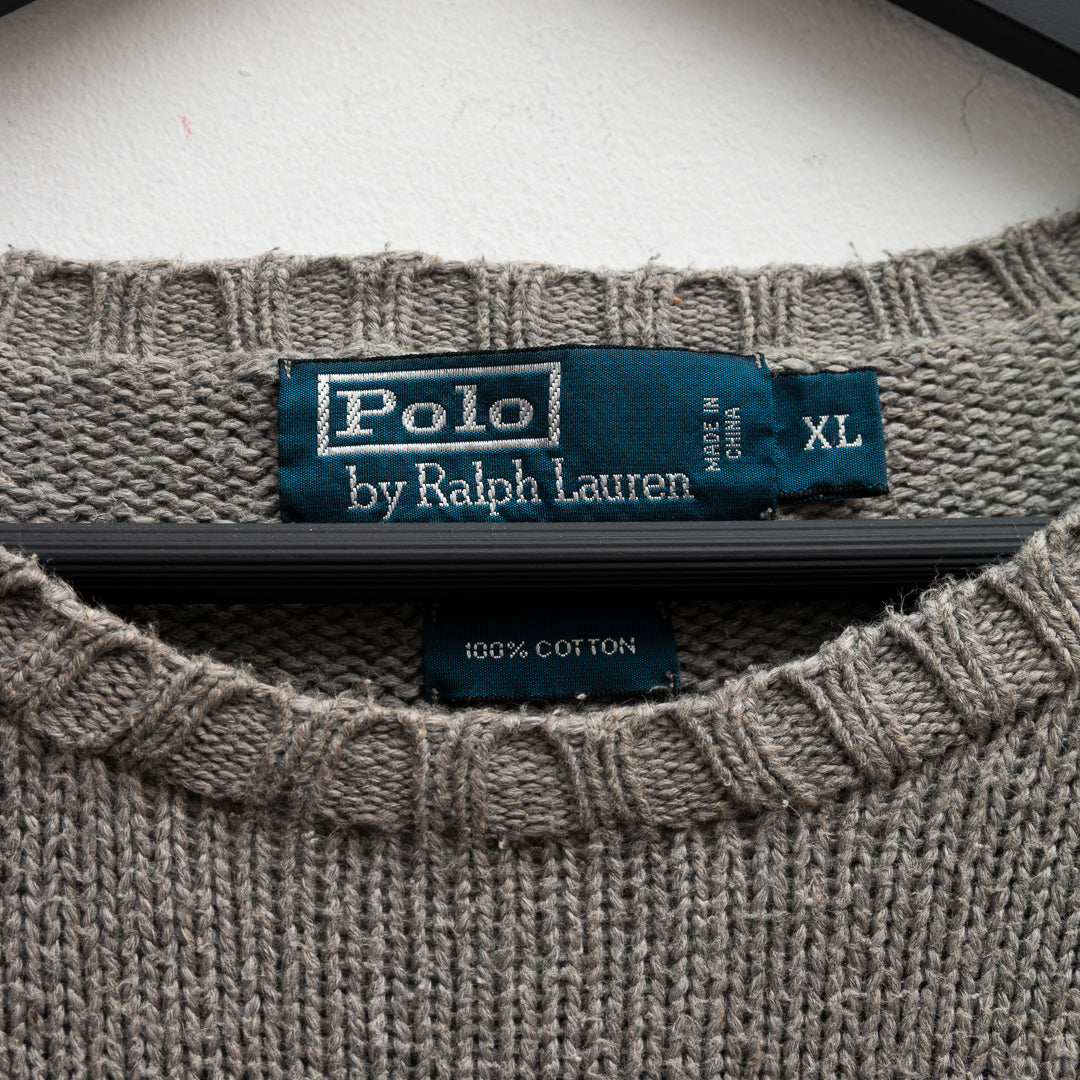 Polo
by Ralph Lauren
MADE IN
CHINA
XL
100% COTTON